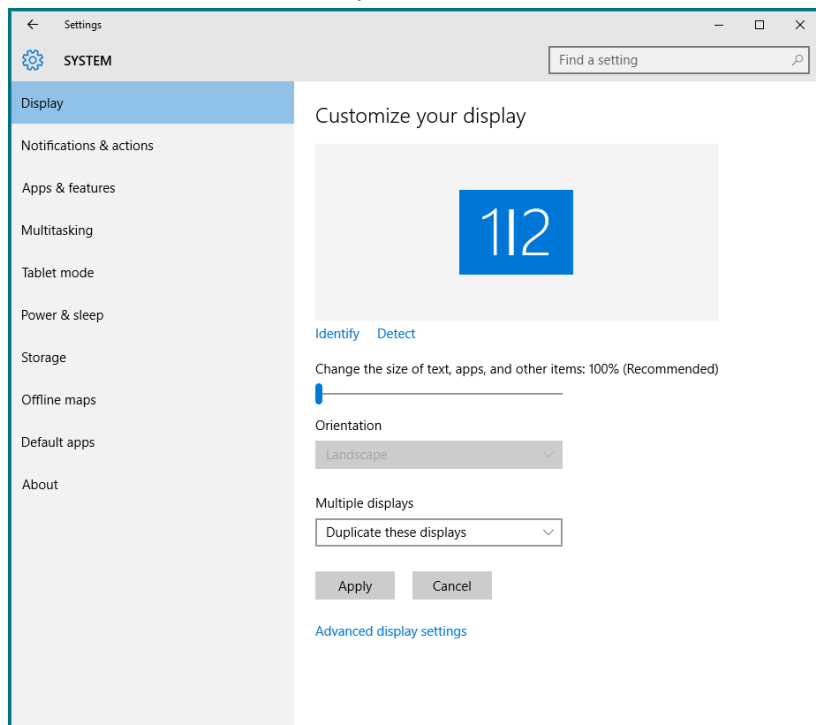 Settings
SYSTEM
Find a setting
Display
Notifications & actions
Apps & features
Multitasking
Tablet mode
Power & sleep
Storage
Offline maps
Default apps
About
Customize your display
1|2
Identify Detect
Change the size of text, apps, and other items: 100% (Recommended)
Orientation
Landscape
Multiple displays
Duplicate these displays
Apply Cancel
Advanced display settings